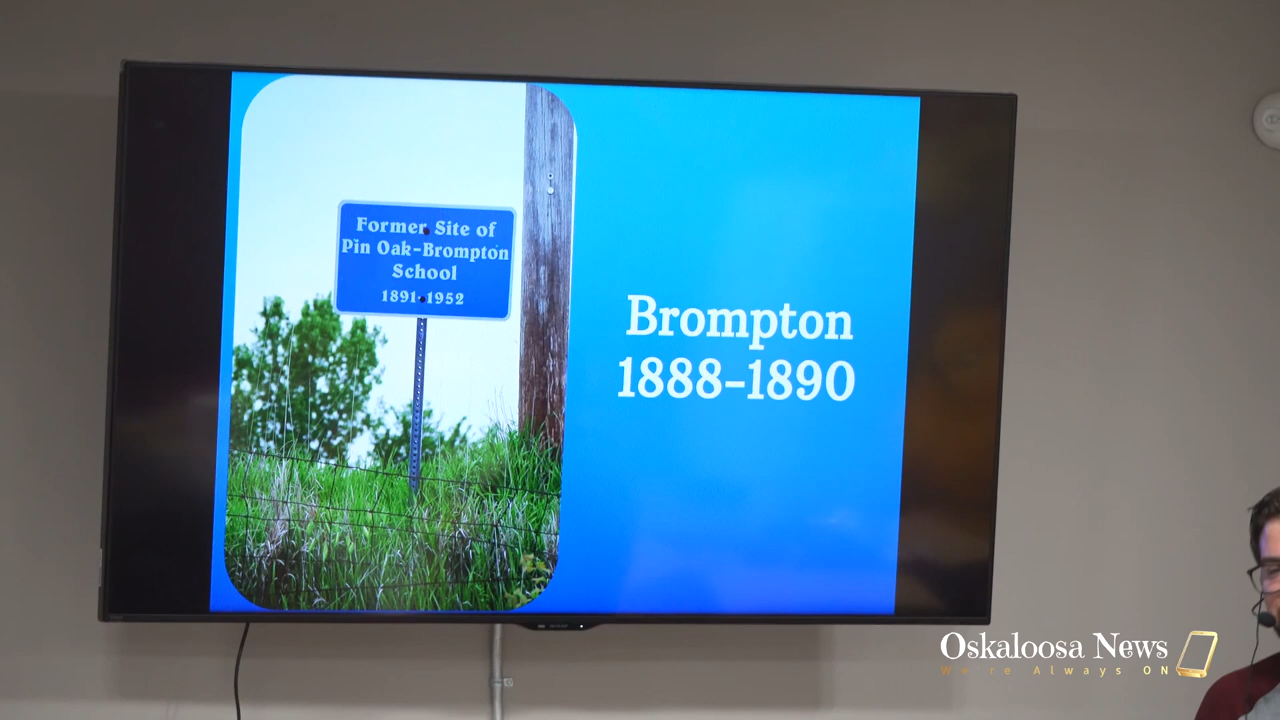 Former Site of
Pin Oak-Brompton
School
1891-1952
Brompton
1888-1890
Oskaloosa News
We're Always ON